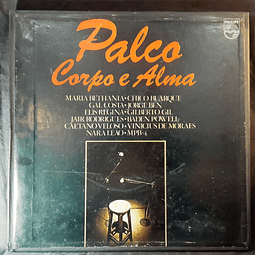 PHILIPS
Palco
Corpo e Alma
MARIA BETHANIA • CHICO BUARQUE
GAL COSTA • JORGE BEN
ELIS REGINA • GILBERTO GIL
JAIR RODRIGUES • BADEN POWELL
CAETANO VELOSO • VINICIUS DE MORAES
NARA LEÃO • MPB-4